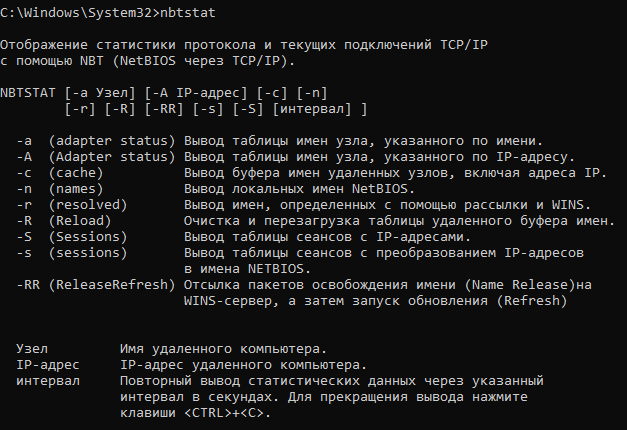 C:\Windows\System32>nbtstat
Отображение статистики протокола и текущих подключений TCP/IP
с помощью NBT (NetBIOS через TCP/IP).
NBTSTAT [-a Узел] [-A IP-адрес] [-c] [-n]
[-r] [-R] [-RR] [-s] [-S] [интервал] ]
-a (adapter status) Вывод таблицы имен узла, указанного по имени.
-A (Adapter status) Вывод таблицы имен узла, указанного по IP-адресу.
-c (cache) Вывод буфера имен удаленных узлов, включая адреса IP.
-n (names) Вывод локальных имен NetBIOS.
-r (resolved) Вывод имен, определенных с помощью рассылки и WINS.
-R (Reload) Очистка и перезагрузка таблицы удаленного буфера имен.
-S (Sessions) Вывод таблицы сеансов с IP-адресами.
-s (sessions) Вывод таблицы сеансов с преобразованием IP-адресов
в имена NETBIOS.
-RR (ReleaseRefresh) Отсылка пакетов освобождения имени (Name Release)на
WINS-сервер, а затем запуск обновления (Refresh)
Узел Имя удаленного компьютера.
IP-адрес IP-адрес удаленного компьютера.
интервал Повторный вывод статистических данных через указанный
интервал в секундах. Для прекращения вывода нажмите
клавиши <CTRL>+<C>.